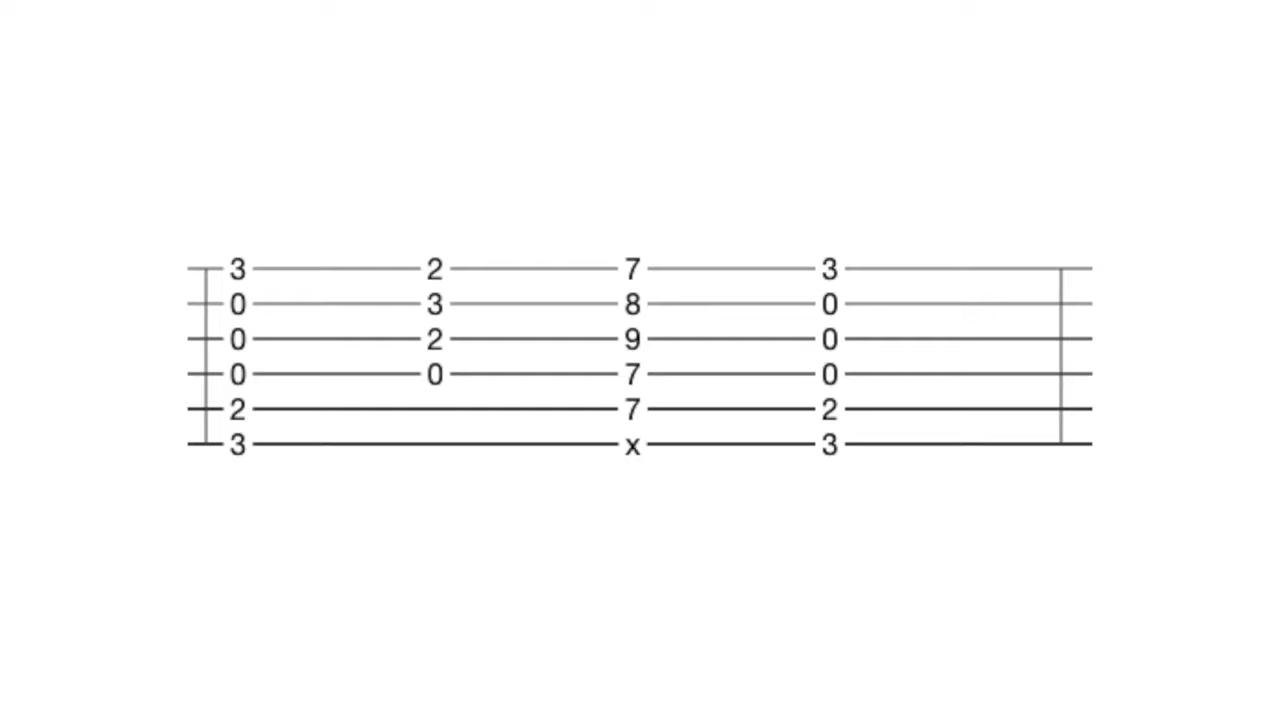 3 2 7 3
0 3 8 0
0 2 9 0
0 0 7 0
2 7 2
3 x 3